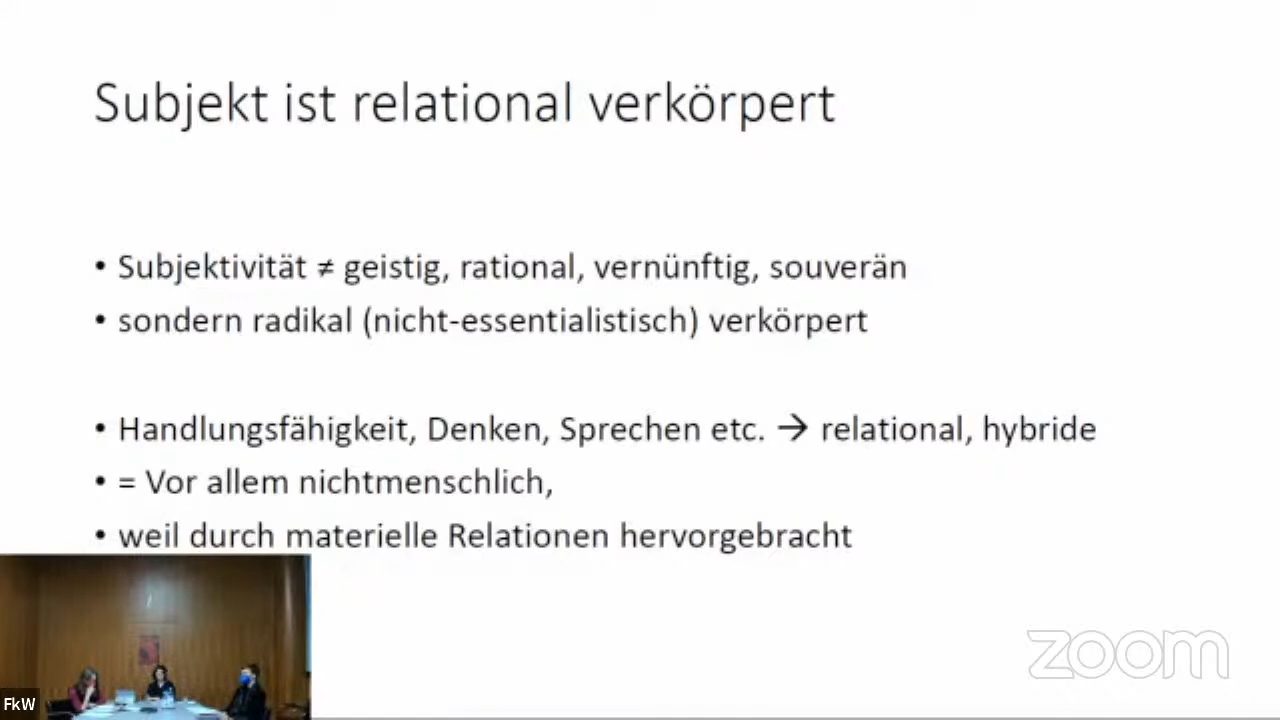 Subjekt ist relational verkörpert
• Subjektivität ≠ geistig, rational, vernünftig, souverän
• sondern radikal (nicht-essentialistisch) verkörpert
• Handlungsfähigkeit, Denken, Sprechen etc. → relational, hybride
• = Vor allem nichtmenschlich,
• weil durch materielle Relationen hervorgebracht
zoom
FkW